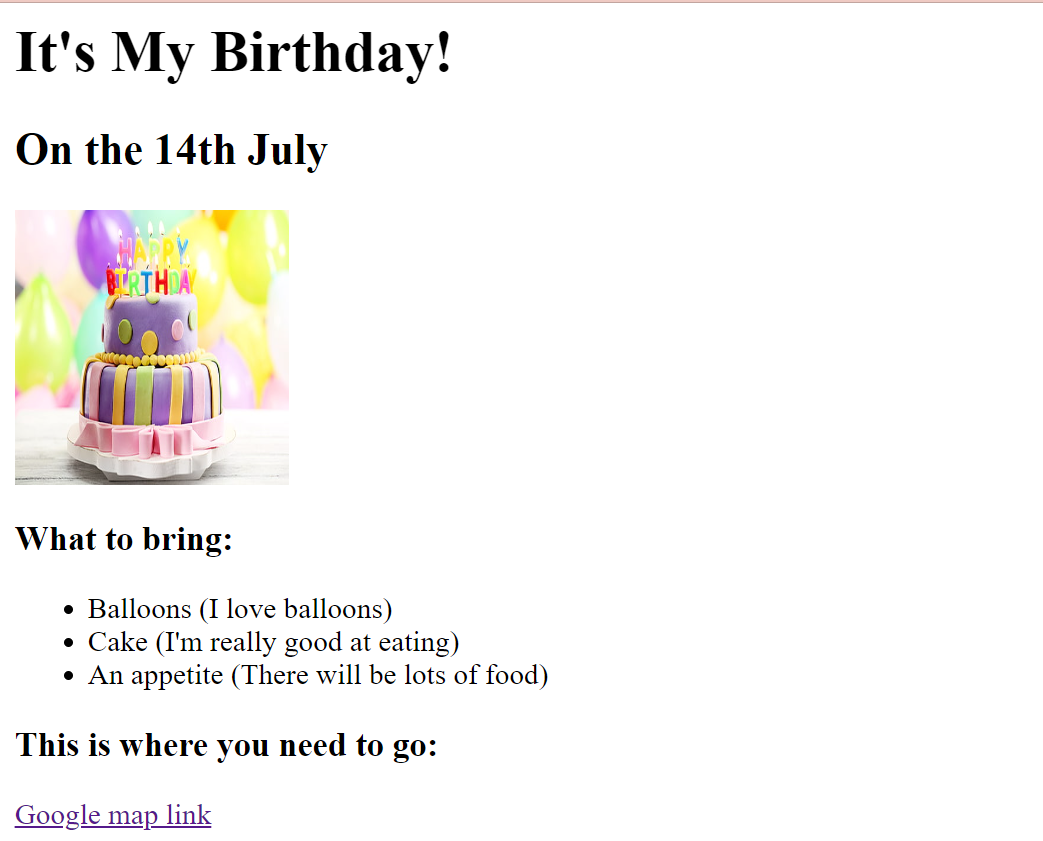 It's My Birthday!
On the 14th July
HAPPY
BIRTHDAY
What to bring:
Balloons (I love balloons)
Cake (I'm really good at eating)
An appetite (There will be lots of food)
This is where you need to go:
Google map link